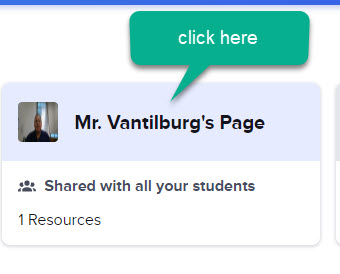 click here
Mr. Vantilburg's Page
Shared with all your students
1 Resources